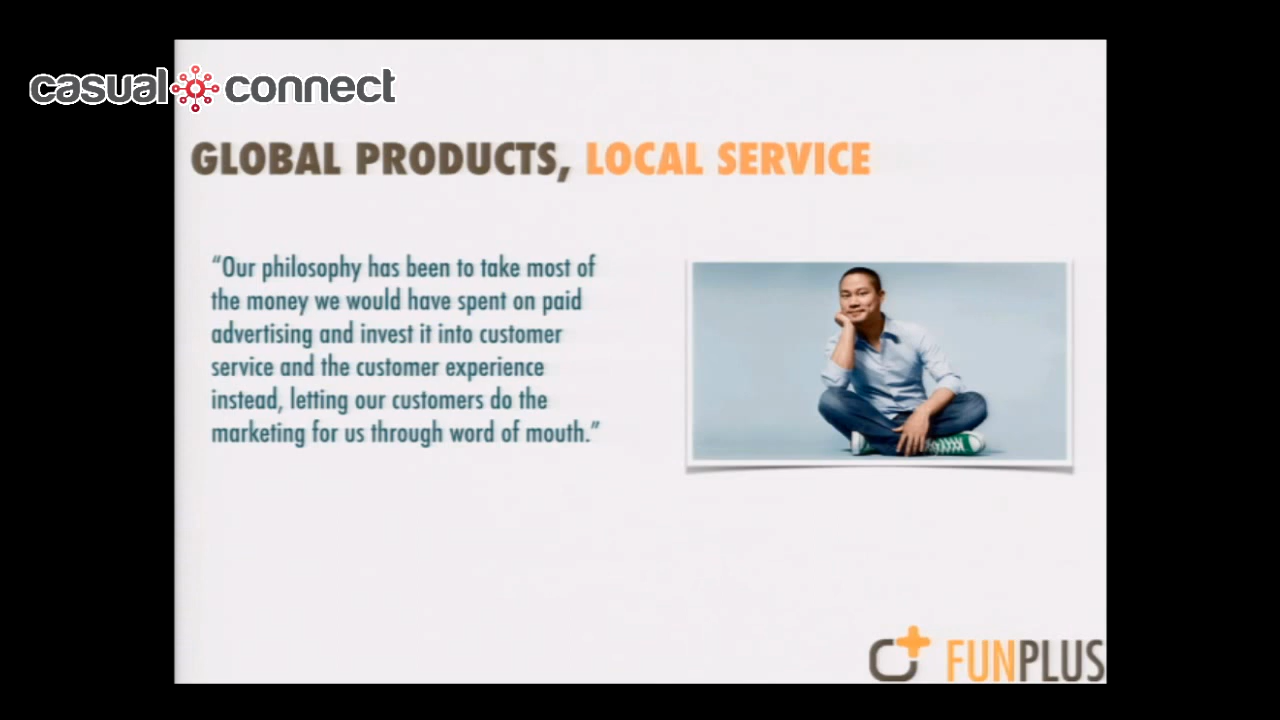 casual connect
GLOBAL PRODUCTS, LOCAL SERVICE
“Our philosophy has been to take most of
the money we would have spent on paid
advertising and invest it into customer
service and the customer experience
instead, letting our customers do the
marketing for us through word of mouth.”
FUNPLUS